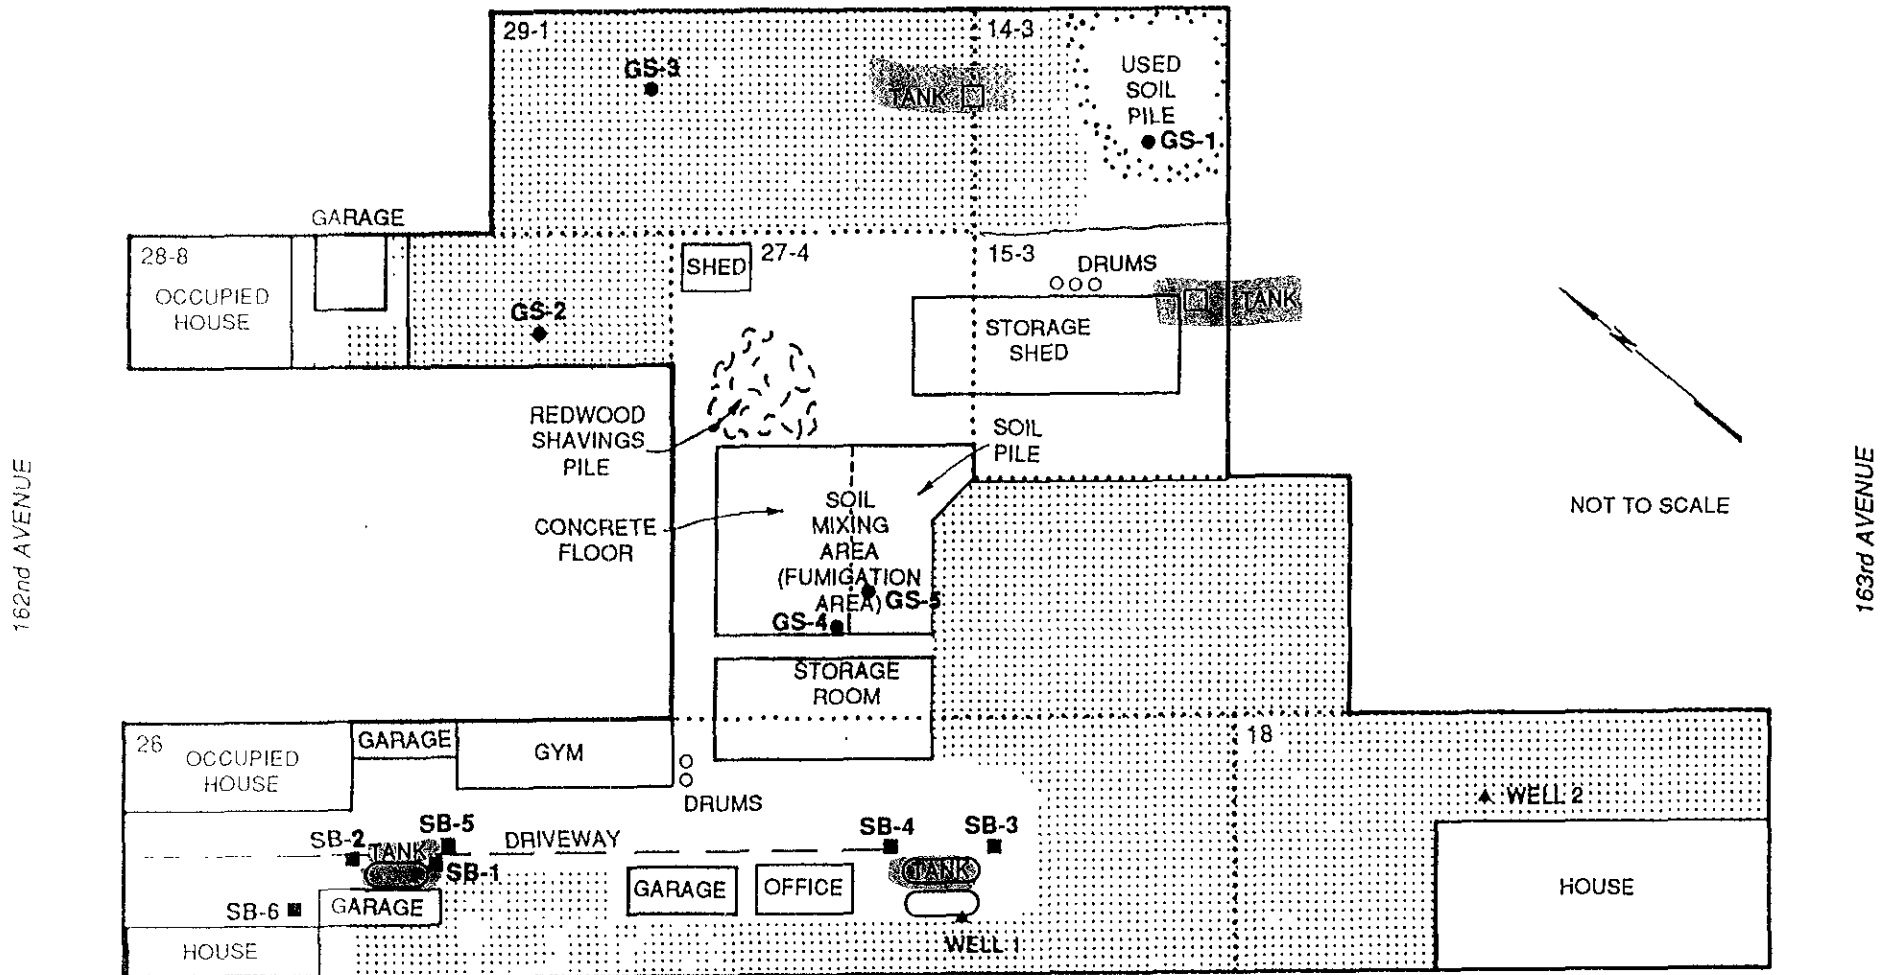 29-1
14-3
GS-3
TANK
USED
SOIL
PILE
GS-1
GARAGE
28-8
OCCUPIED
HOUSE
GS-2
SHED
27-4
15-3
DRUMS
TANK
STORAGE
SHED
REDWOOD
SHAVINGS
PILE
SOIL
PILE
CONCRETE
FLOOR
SOIL
MIXING
AREA
(FUMIGATION
AREA)
GS-5
GS-4
N
NOT TO SCALE
162nd AVENUE
163rd AVENUE
STORAGE
ROOM
26
OCCUPIED
HOUSE
GARAGE
GYM
DRUMS
18
WELL 2
SB-2
TANK
SB-5
DRIVEWAY
SB-4
SB-3
SB-1
TANK
GARAGE
OFFICE
HOUSE
SB-6
GARAGE
HOUSE
WELL 1